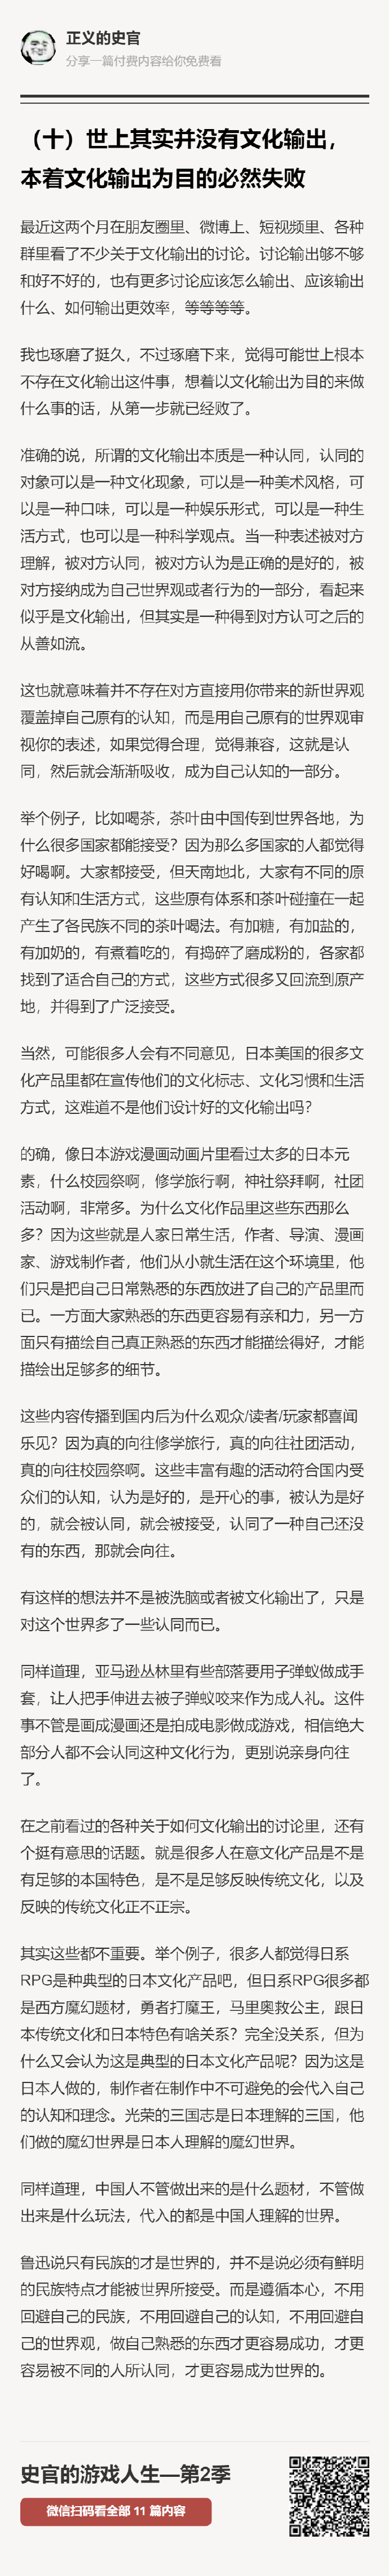 正义的史官
分享一篇付费内容给你免费看
（十）世上其实并没有文化输出，
本着文化输出为目的必然失败
最近这两个月在朋友圈里、微博上、短视频里、各种
群里看了不少关于文化输出的讨论。讨论输出够不够
和好不好的，也有更多讨论应该怎么输出、应该输出
什么、如何输出更效率，等等等等。
我也琢磨了挺久，不过琢磨下来，觉得可能世上根本
不存在文化输出这件事，想着以文化输出为目的来做
什么事的话，从第一步就已经败了。
准确的说，所谓的文化输出本质是一种认同，认同的
对象可以是一种文化现象，可以是一种美术风格，可
以是一种口味，可以是一种娱乐形式，可以是一种生
活方式，也可以是一种科学观点。当一种表述被对方
理解，被对方认同，被对方认为是正确的是好的，被
对方接纳成为自己世界观或者行为的一部分，看起来
似乎是文化输出，但其实是一种得到对方认可之后的
从善如流。
这也就意味着并不存在对方直接用你带来的新世界观
覆盖掉自己原有的认知，而是用自己原有的世界观审
视你的表述，如果觉得合理，觉得兼容，这就是认
同，然后就会渐渐吸收，成为自己认知的一部分。
举个例子，比如喝茶，茶叶由中国传到世界各地，为
什么很多国家都能接受？因为那么多国家的人都觉得
好喝啊。大家都接受，但天南地北，大家有不同的原
有认知和生活方式，这些原有体系和茶叶碰撞在一起
产生了各民族不同的茶叶喝法。有加糖，有加盐的，
有加奶的，有煮着吃的，有捣碎了磨成粉的，各家都
找到了适合自己的方式，这些方式很多又回流到原产
地，并得到了广泛接受。
当然，可能很多人会有不同意见，日本美国的很多文
化产品里都在宣传他们的文化标志、文化习惯和生活
方式，这难道不是他们设计好的文化输出吗？
的确，像日本游戏漫画动画片里看过太多的日本元
素，什么校园祭啊，修学旅行啊，神社祭拜啊，社团
活动啊，非常多。为什么文化作品里这些东西那么
多？因为这些就是人家日常生活，作者、导演、漫画
家、游戏制作者，他们从小就生活在这个环境里，他
们只是把自己日常熟悉的东西放进了自己的产品里而
已。一方面大家熟悉的东西更容易有亲和力，另一方
面只有描绘自己真正熟悉的东西才能描绘得好，才能
描绘出足够多的细节。
这些内容传播到国内后为什么观众/读者/玩家都喜闻
乐见？因为真的向往修学旅行，真的向往社团活动，
真的向往校园祭啊。这些丰富有趣的活动符合国内受
众们的认知，认为是好的，是开心的事，被认为是好
的，就会被认同，就会被接受，认同了一种自己还没
有的东西，那就会向往。
有这样的想法并不是被洗脑或者被文化输出了，只是
对这个世界多了一些认同而已。
同样道理，亚马逊丛林里有些部落要用子弹蚁做成手
套，让人把手伸进去被子弹蚁咬来作为成人礼。这件
事不管是画成漫画还是拍成电影做成游戏，相信绝大
部分人都不会认同这种文化行为，更别说亲身向往
了。
在之前看过的各种关于如何文化输出的讨论里，还有
个挺有意思的话题。就是很多人在意文化产品是不是
有足够的本国特色，是不是足够反映传统文化，以及
反映的传统文化正不正宗。
其实这些都不重要。举个例子，很多人都觉得日系
RPG是种典型的日本文化产品吧，但日系RPG很多都
是西方魔幻题材，勇者打魔王，马里奥救公主，跟日
本传统文化和日本特色有啥关系？完全没关系，但为
什么又会认为这是典型的日本文化产品呢？因为这是
日本人做的，制作者在制作中不可避免的会代入自己
的认知和理念。光荣的三国志是日本理解的三国，他
们做的魔幻世界是日本人理解的魔幻世界。
同样道理，中国人不管做出来的是什么题材，不管做
出来是什么玩法，代入的都是中国人理解的世界。
鲁迅说只有民族的才是世界的，并不是说必须有鲜明
的民族特点才能被世界所接受。而是遵循本心，不用
回避自己的民族，不用回避自己的认知，不用回避自
己的世界观，做自己熟悉的东西才更容易成功，才更
容易被不同的人所认同，才更容易成为世界的。
史官的游戏人生—第2季
微信扫码看全部 11 篇内容